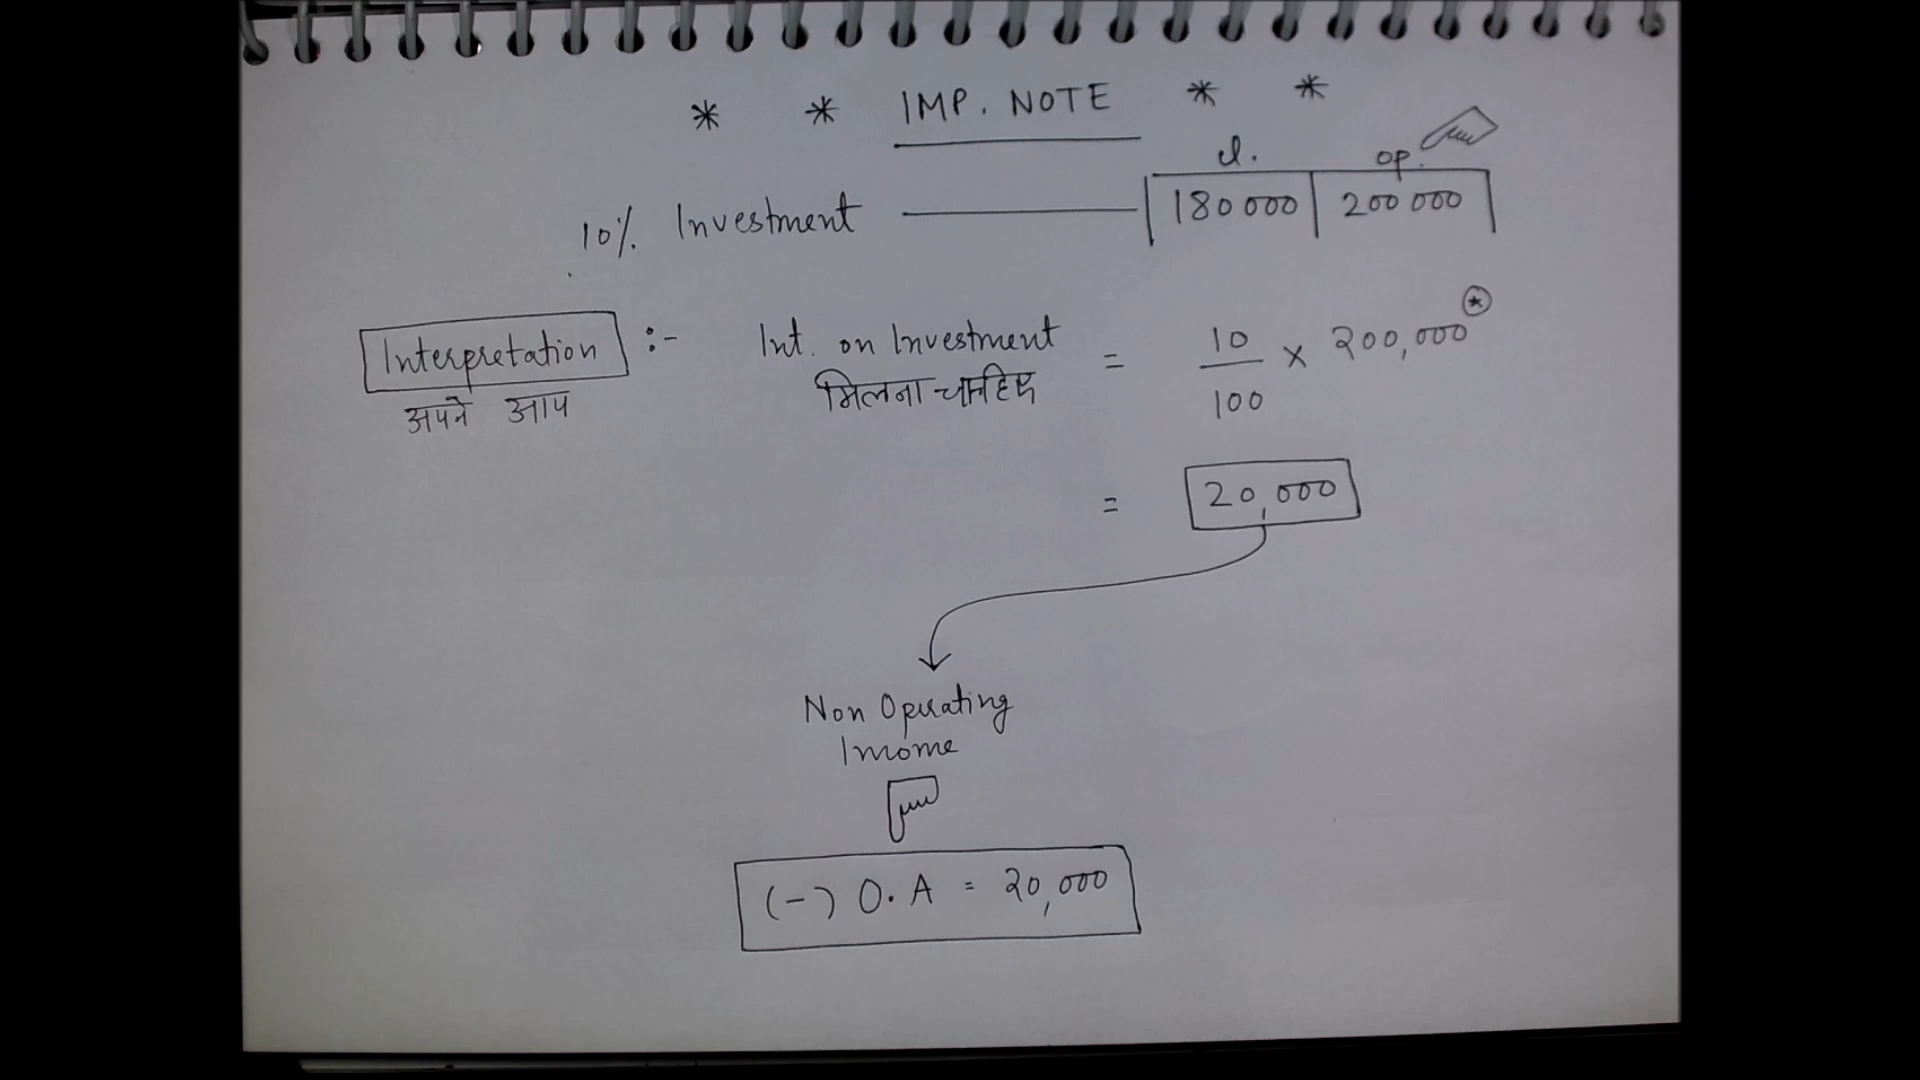 * * IMP. NOTE * *
cl. op.
10% Investment 180000 200000
Interpretation :- Int. on Investment = 10/100 × 200,000 *
अपने आप मिलना चाहिए
= 20,000
Non Operating
Income
(-) O.A = 20,000